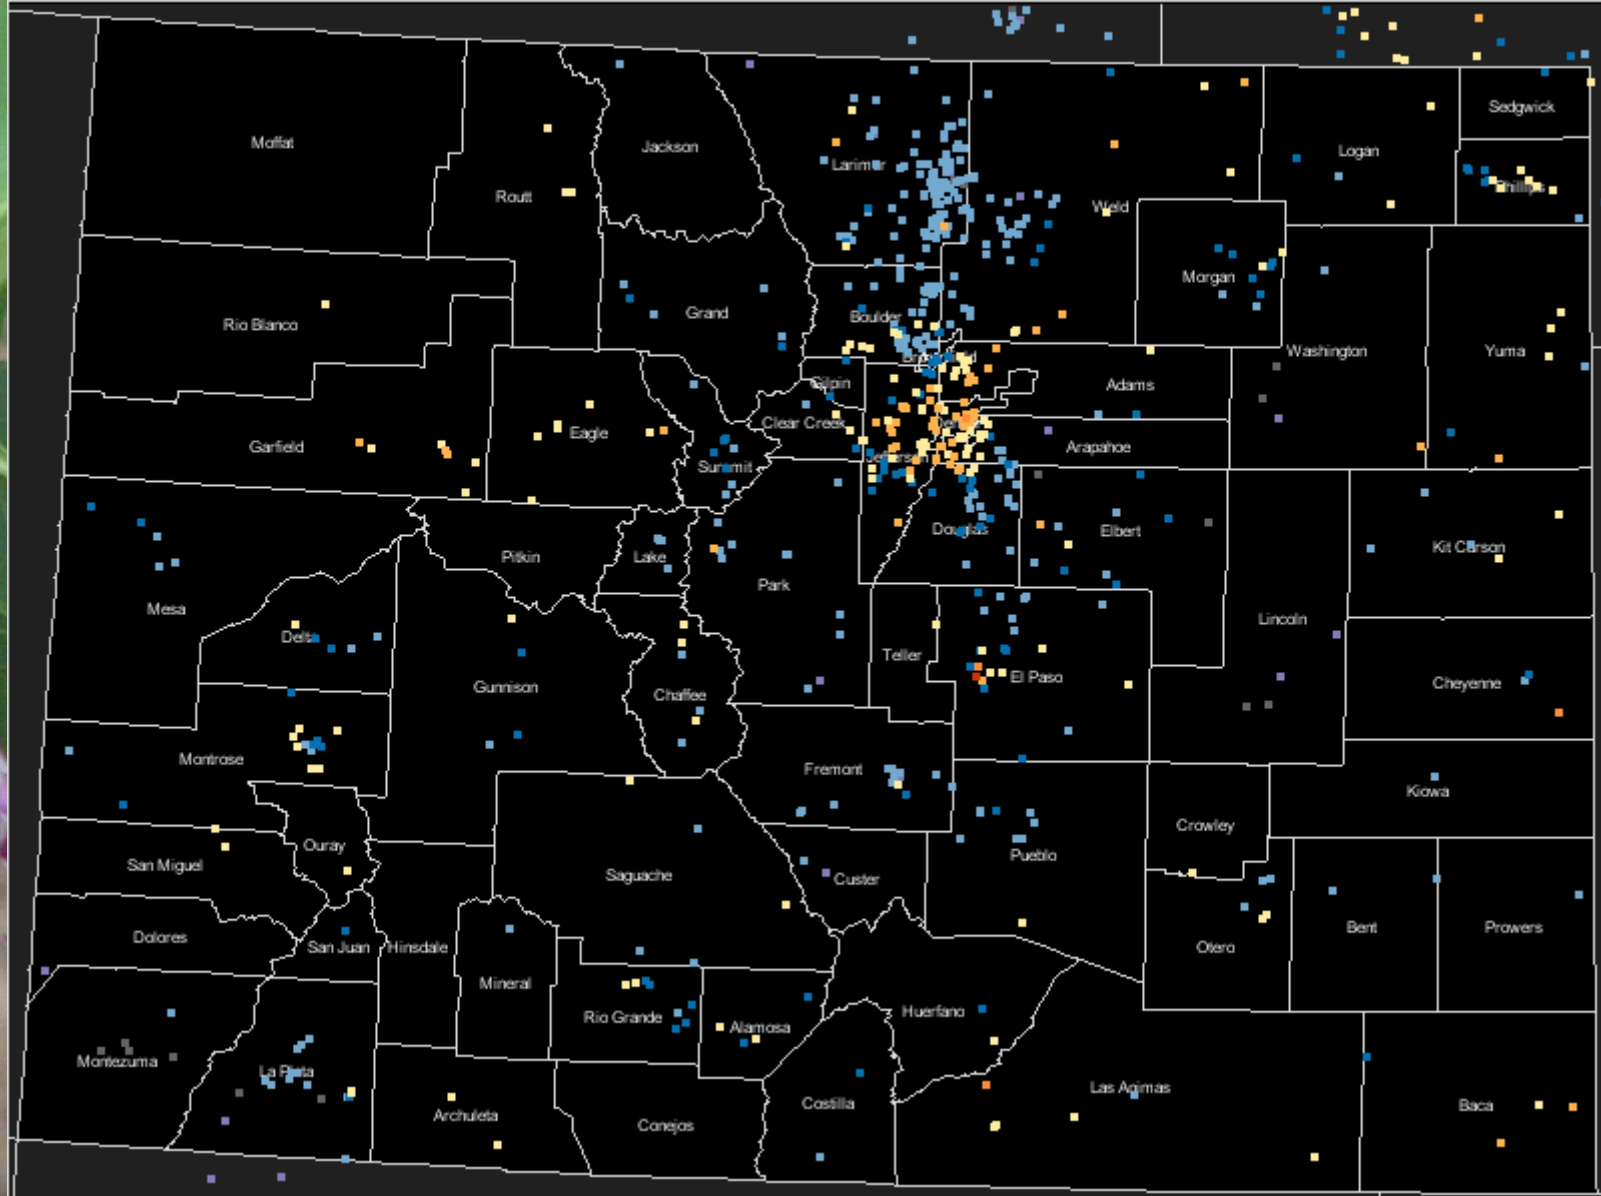 Moffat
Routt
Jackson
Larimer
Weld
Logan
Sedgwick
Phillips
Morgan
Rio Blanco
Grand
Boulder
Washington
Yuma
Garfield
Eagle
Summit
Gilpin
Clear Creek
Adams
Arapahoe
Jefferson
Douglas
Elbert
Lincoln
Kit Carson
Mesa
Pitkin
Lake
Park
Delta
Gunnison
Chaffee
Teller
El Paso
Cheyenne
Montrose
Fremont
Kiowa
Crowley
Pueblo
Ouray
San Miguel
Saguache
Custer
Dolores
San Juan
Hinsdale
Mineral
Otero
Bent
Prowers
Rio Grande
Alamosa
Huerfano
Montezuma
La Plata
Archuleta
Conejos
Costilla
Las Agimas
Baca